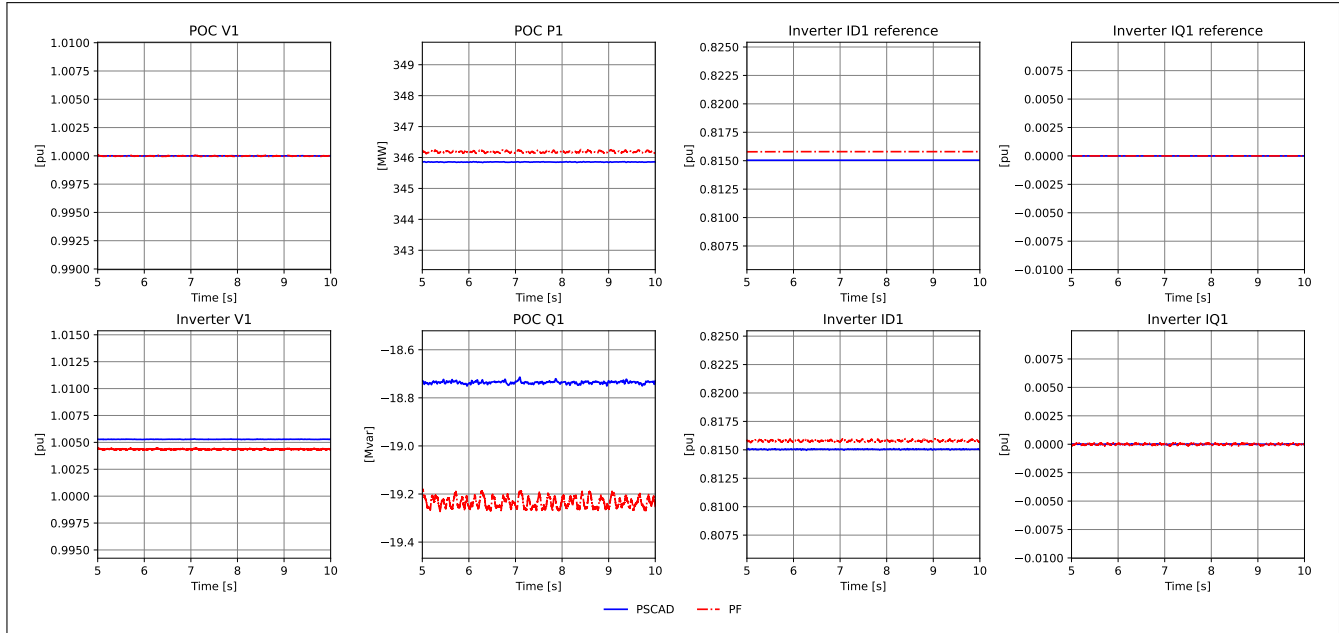 POC V1
1.0100
1.0075
1.0050
1.0025
1.0000
0.9975
0.9950
0.9925
0.9900
[pu]
5 6 7 8 9 10
Time [s]
POC P1
349
348
347
346
345
344
343
[MW]
5 6 7 8 9 10
Time [s]
Inverter ID1 reference
0.8250
0.8225
0.8200
0.8175
0.8150
0.8125
0.8100
0.8075
[pu]
5 6 7 8 9 10
Time [s]
Inverter IQ1 reference
0.0075
0.0050
0.0025
0.0000
−0.0025
−0.0050
−0.0075
−0.0100
[pu]
5 6 7 8 9 10
Time [s]
Inverter V1
1.0150
1.0125
1.0100
1.0075
1.0050
1.0025
1.0000
0.9975
0.9950
[pu]
5 6 7 8 9 10
Time [s]
POC Q1
−18.6
−18.8
−19.0
−19.2
−19.4
[Mvar]
5 6 7 8 9 10
Time [s]
Inverter ID1
0.8250
0.8225
0.8200
0.8175
0.8150
0.8125
0.8100
0.8075
[pu]
5 6 7 8 9 10
Time [s]
Inverter IQ1
0.0075
0.0050
0.0025
0.0000
−0.0025
−0.0050
−0.0075
−0.0100
[pu]
5 6 7 8 9 10
Time [s]
PSCAD PF